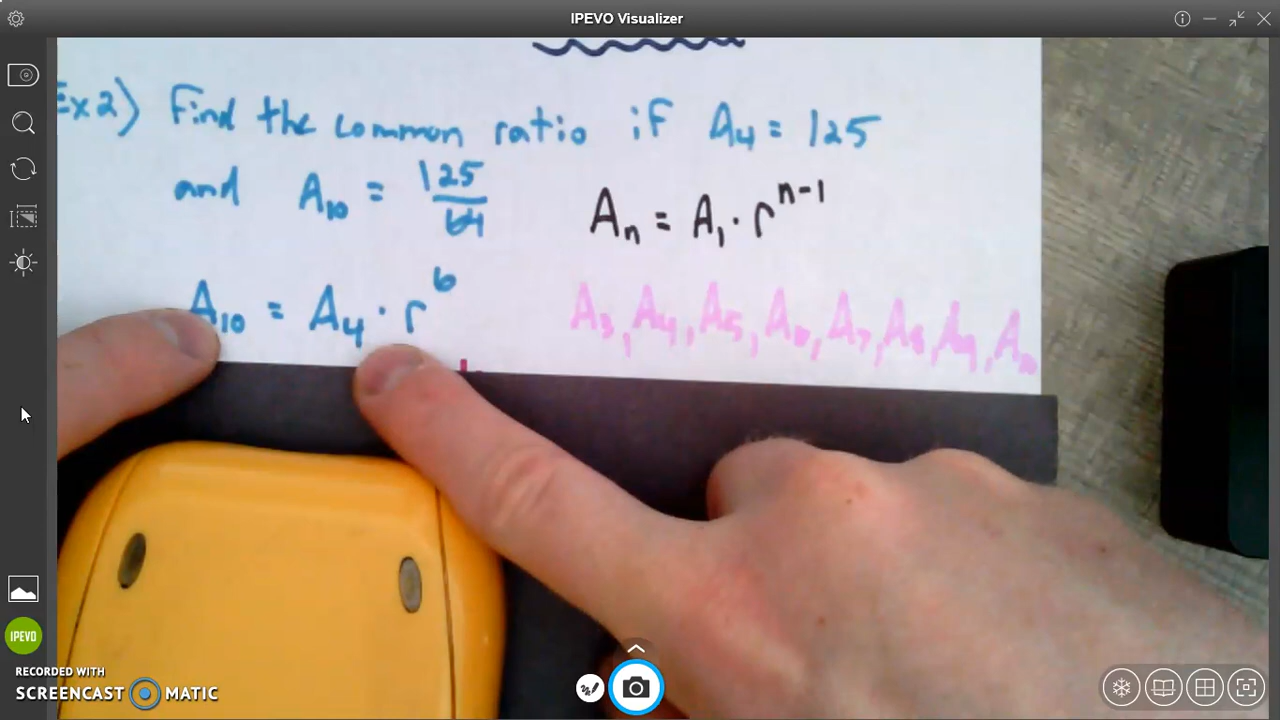 IPEVO Visualizer
Ex2) Find the common ratio if A4 = 125
and A10 = 125/64
An = A1 · r^n-1
A10 = A4 · r^6
A3, A4, A5, A6, A7, A8, A9, A10
IPEVO
RECORDED WITH
SCREENCAST MATIC